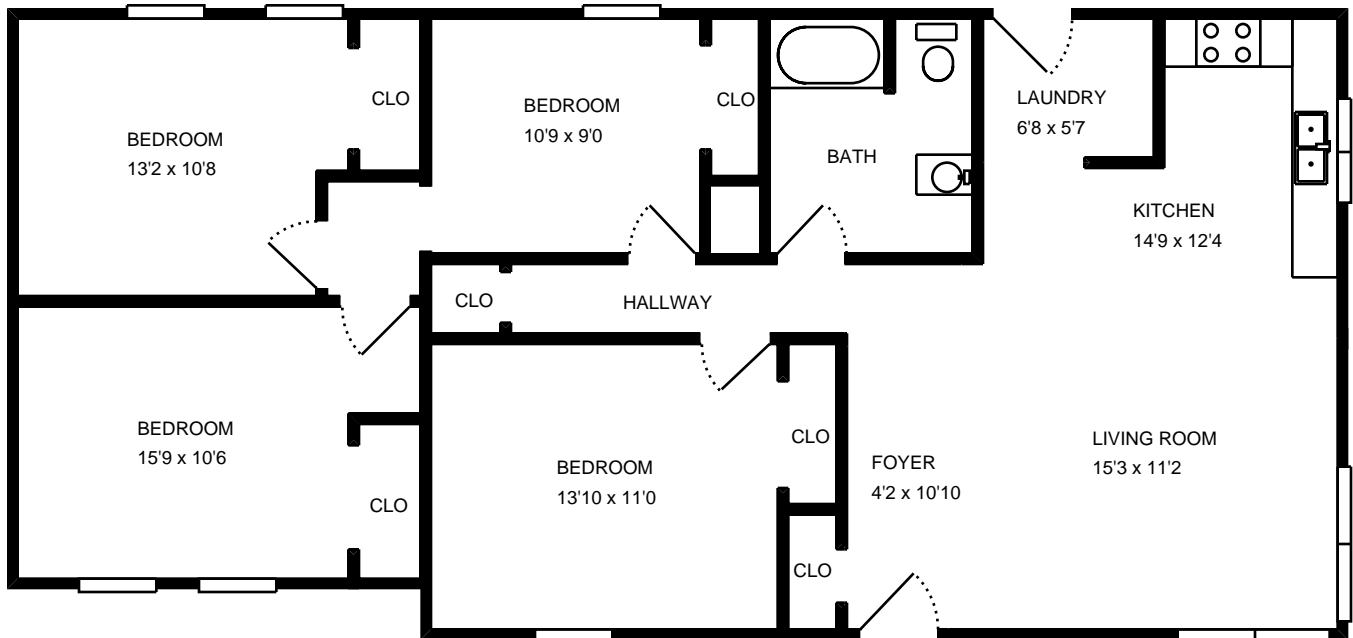 BEDROOM
13'2 x 10'8
CLO
BEDROOM
10'9 x 9'0
CLO
BATH
LAUNDRY
6'8 x 5'7
KITCHEN
14'9 x 12'4
CLO
HALLWAY
BEDROOM
15'9 x 10'6
CLO
BEDROOM
13'10 x 11'0
CLO
CLO
FOYER
4'2 x 10'10
LIVING ROOM
15'3 x 11'2